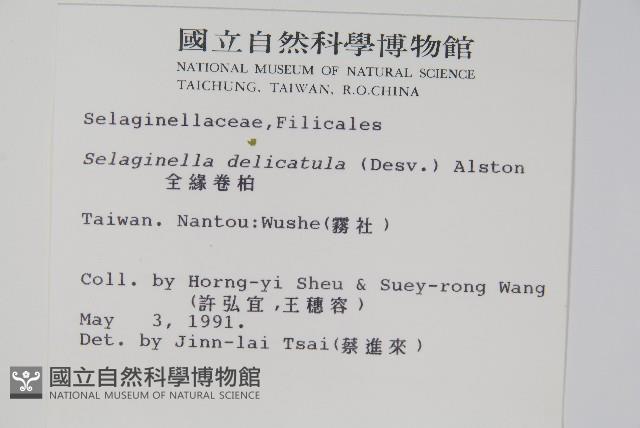 國立自然科學博物館
NATIONAL MUSEUM OF NATURAL SCIENCE
TAICHUNG, TAIWAN, R.O.CHINA
Selaginellaceae,Filicales
Selaginella delicatula (Desv.) Alston
全緣卷柏
Taiwan. Nantou:Wushe(霧社)
Coll. by Horng-yi Sheu & Suey-rong Wang
(許弘宜,王穗容)
May 3, 1991.
Det. by Jinn-lai Tsai(蔡進來)
國立自然科學博物館
NATIONAL MUSEUM OF NATURAL SCIENCE